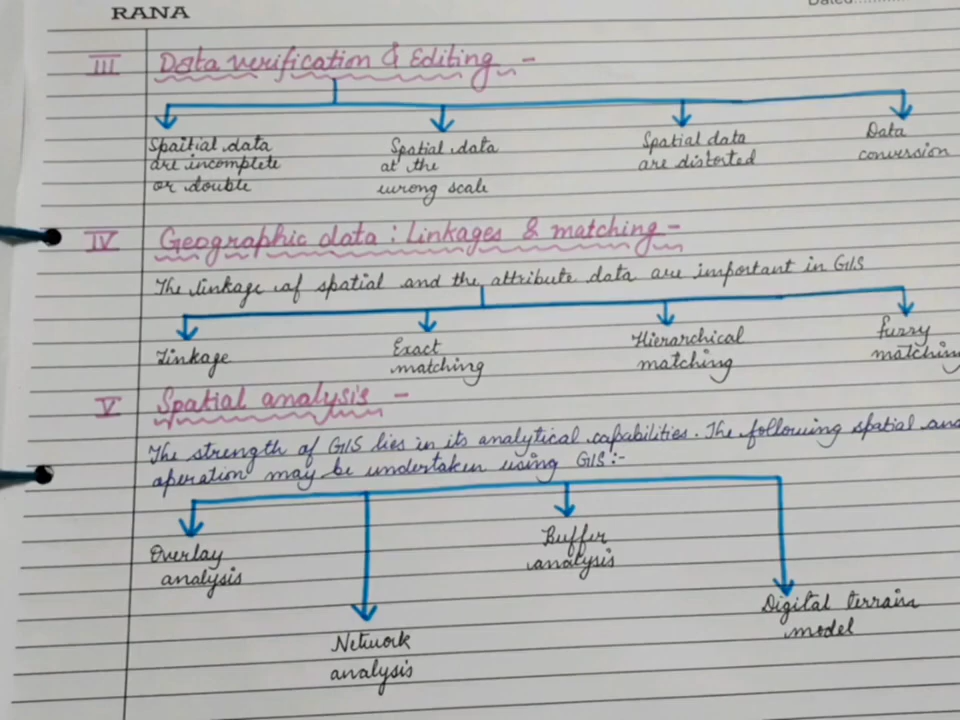 RANA
Dated..........
III Data verification & Editing -
Spaitial data
are incomplete
or double
Spatial data
at the
wrong scale
Spatial data
are distorted
Data
conversion
IV Geographic data : Linkages & matching -
The linkage of spatial and the attribute data are important in GIS
Linkage
Exact
matching
Hierarchical
matching
fuzzy
matching
V Spatial analysis -
The strength of GIS lies in its analytical capabilities. The following spatial and
operation may be undertaken using GIS:-
Overlay
analysis
Network
analysis
Buffer
analysis
Digital terrain
model